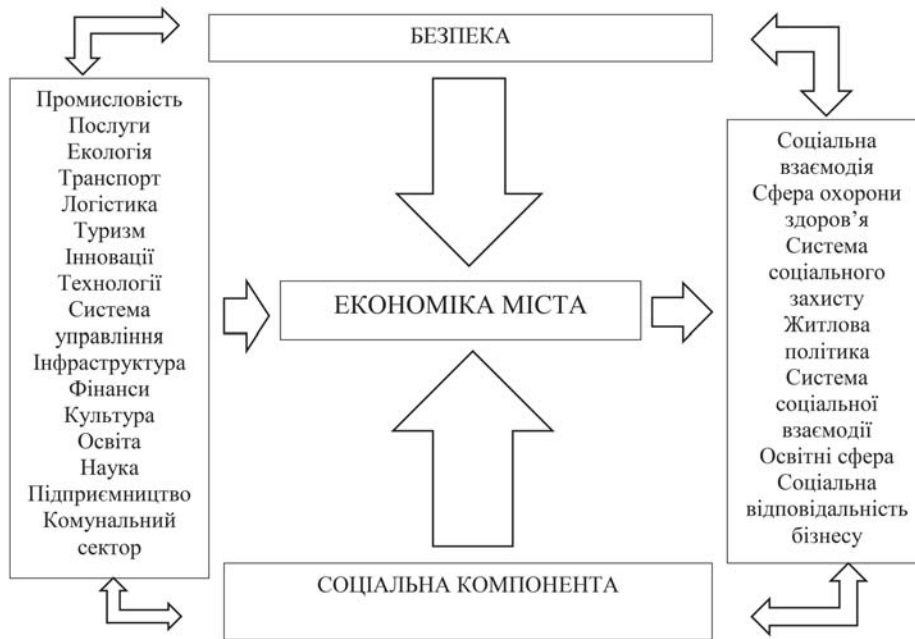 БЕЗПЕКА
Промисловість
Послуги
Екологія
Транспорт
Логістика
Туризм
Інновації
Технології
Система
управління
Інфраструктура
Фінанси
Культура
Освіта
Наука
Підприємництво
Комунальний
сектор
ЕКОНОМІКА МІСТА
Соціальна
взаємодія
Сфера охорони
здоров’я
Система
соціального
захисту
Житлова
політика
Система
соціальної
взаємодії
Освітні сфера
Соціальна
відповідальність
бізнесу
СОЦІАЛЬНА КОМПОНЕНТА